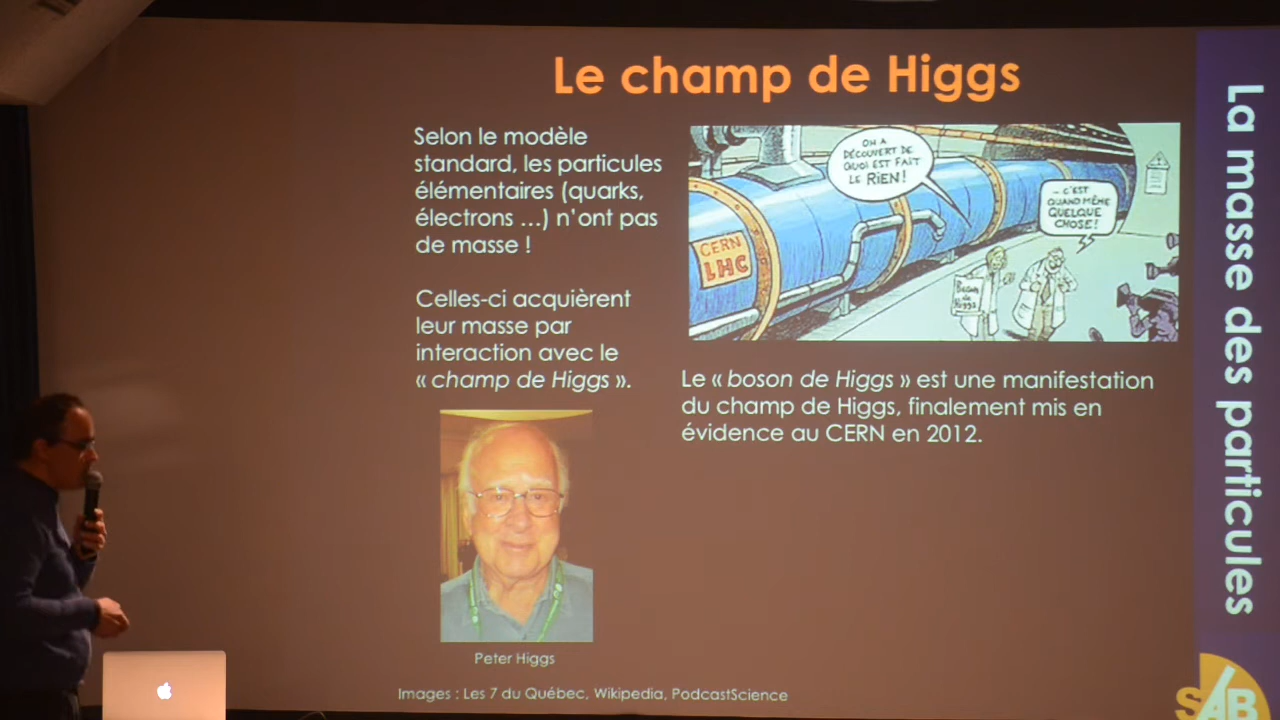 Le champ de Higgs
Selon le modèle
standard, les particules
élémentaires (quarks,
électrons ...) n'ont pas
de masse !
Celles-ci acquièrent
leur masse par
interaction avec le
« champ de Higgs ».
Peter Higgs
ON A
DÉCOUVERT DE
QUOI EST FAIT
LE RIEN !
... C'EST
QUAND MÊME
QUELQUE
CHOSE !
CERN
LHC
Boson
de
Higgs
Le « boson de Higgs » est une manifestation
du champ de Higgs, finalement mis en
évidence au CERN en 2012.
Images : Les 7 du Québec, Wikipedia, PodcastScience
La masse des particules
SAB